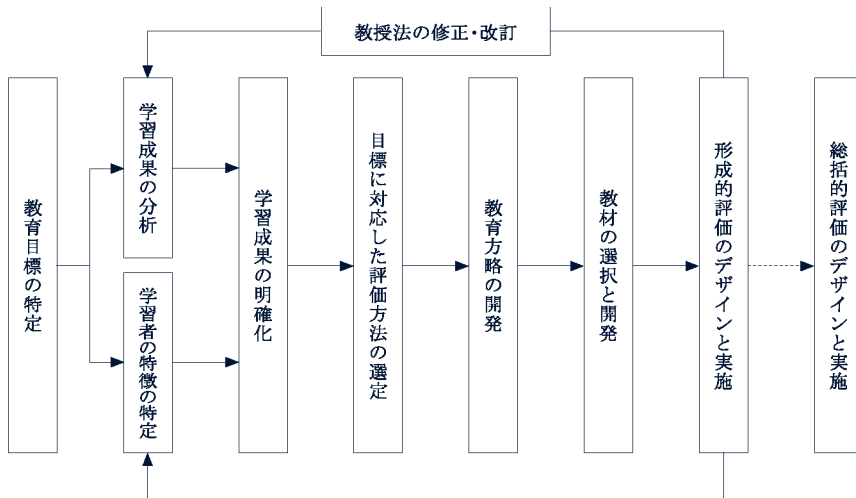 教授法の修正・改訂
教育目標の特定
学習成果の分析
学習者の特徴の特定
学習成果の明確化
目標に対応した評価方法の選定
教育方略の開発
教材の選択と開発
形成的評価のデザインと実施
総括的評価のデザインと実施